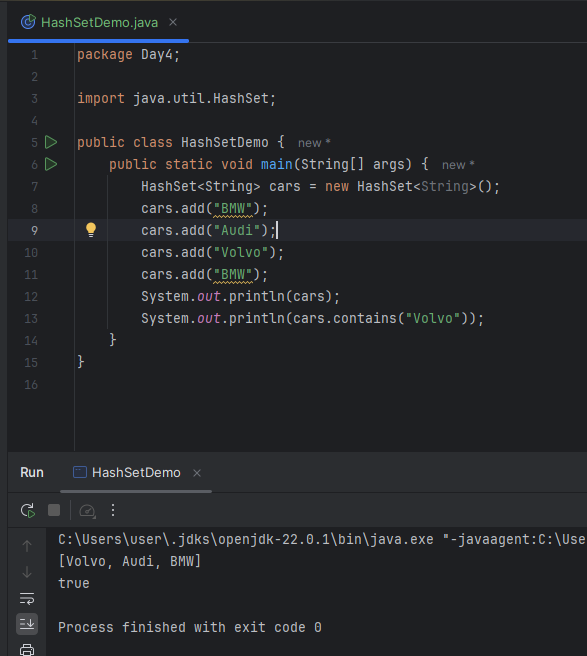 HashSetDemo.java
1 package Day4;
2
3 import java.util.HashSet;
4
5 public class HashSetDemo { new *
6 public static void main(String[] args) { new *
7 HashSet<String> cars = new HashSet<String>();
8 cars.add("BMW");
9 cars.add("Audi");
10 cars.add("Volvo");
11 cars.add("BMW");
12 System.out.println(cars);
13 System.out.println(cars.contains("Volvo"));
14 }
15 }
16
Run HashSetDemo
C:\Users\user\.jdks\openjdk-22.0.1\bin\java.exe "-javaagent:C:\Use
[Volvo, Audi, BMW]
true
Process finished with exit code 0